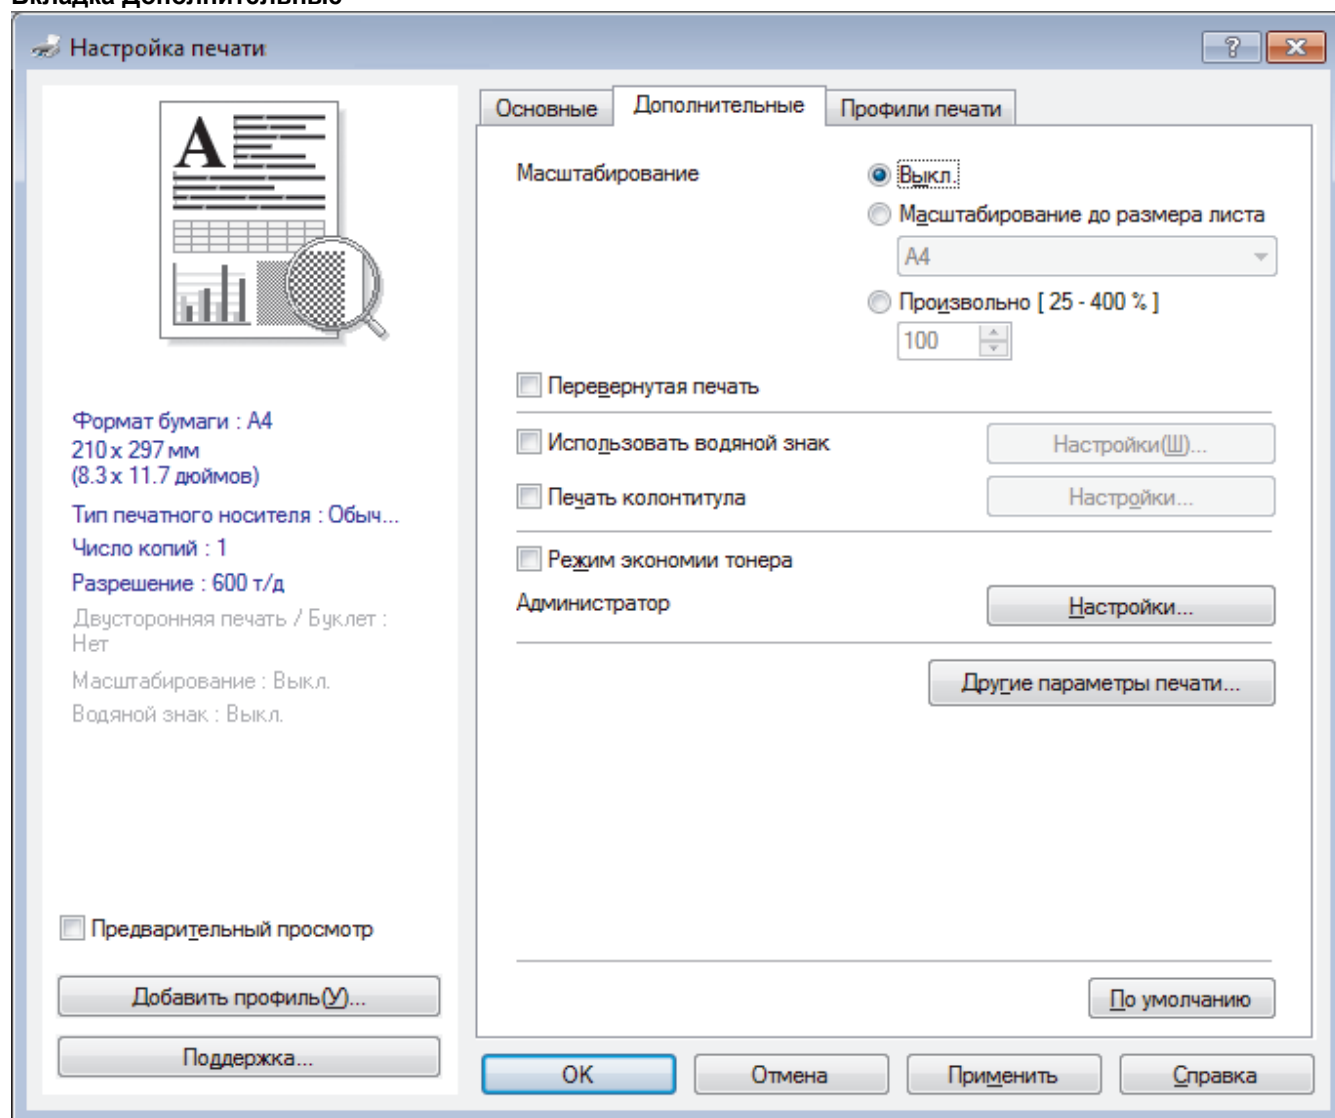 Вкладка Дополнительные
Настройка печати
A
Формат бумаги : A4
210 x 297 мм
(8.3 x 11.7 дюймов)
Тип печатного носителя : Обыч...
Число копий : 1
Разрешение : 600 т/д
Двусторонняя печать / Буклет :
Нет
Масштабирование : Выкл.
Водяной знак : Выкл.
Предварительный просмотр
Добавить профиль(У)...
Поддержка...
Основные Дополнительные Профили печати
Масштабирование Выкл.
Масштабирование до размера листа
A4
Произвольно [ 25 - 400 % ]
100
Перевернутая печать
Использовать водяной знак Настройки(Ш)...
Печать колонтитула Настройки...
Режим экономии тонера
Администратор Настройки...
Другие параметры печати...
По умолчанию
OK Отмена Применить Справка